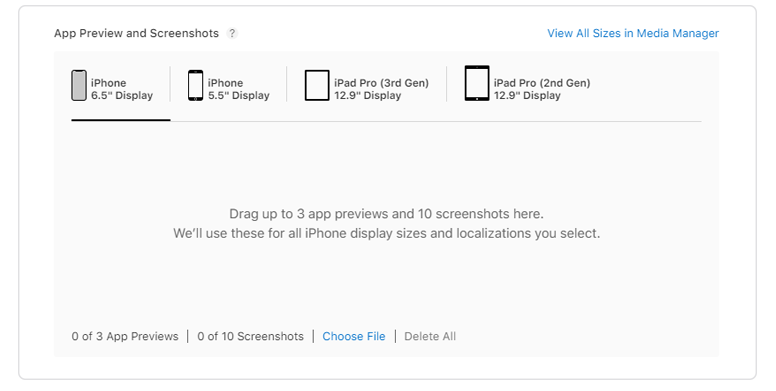 App Preview and Screenshots ?
View All Sizes in Media Manager
iPhone
6.5" Display
iPhone
5.5" Display
iPad Pro (3rd Gen)
12.9" Display
iPad Pro (2nd Gen)
12.9" Display
Drag up to 3 app previews and 10 screenshots here.
We'll use these for all iPhone display sizes and localizations you select.
0 of 3 App Previews | 0 of 10 Screenshots | Choose File | Delete All